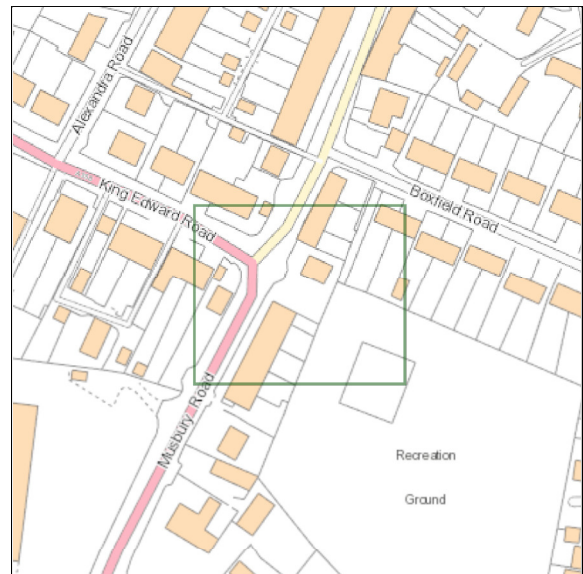 Alexandra Road
King Edward Road
Boxfield Road
Musbury Road
Recreation
Ground